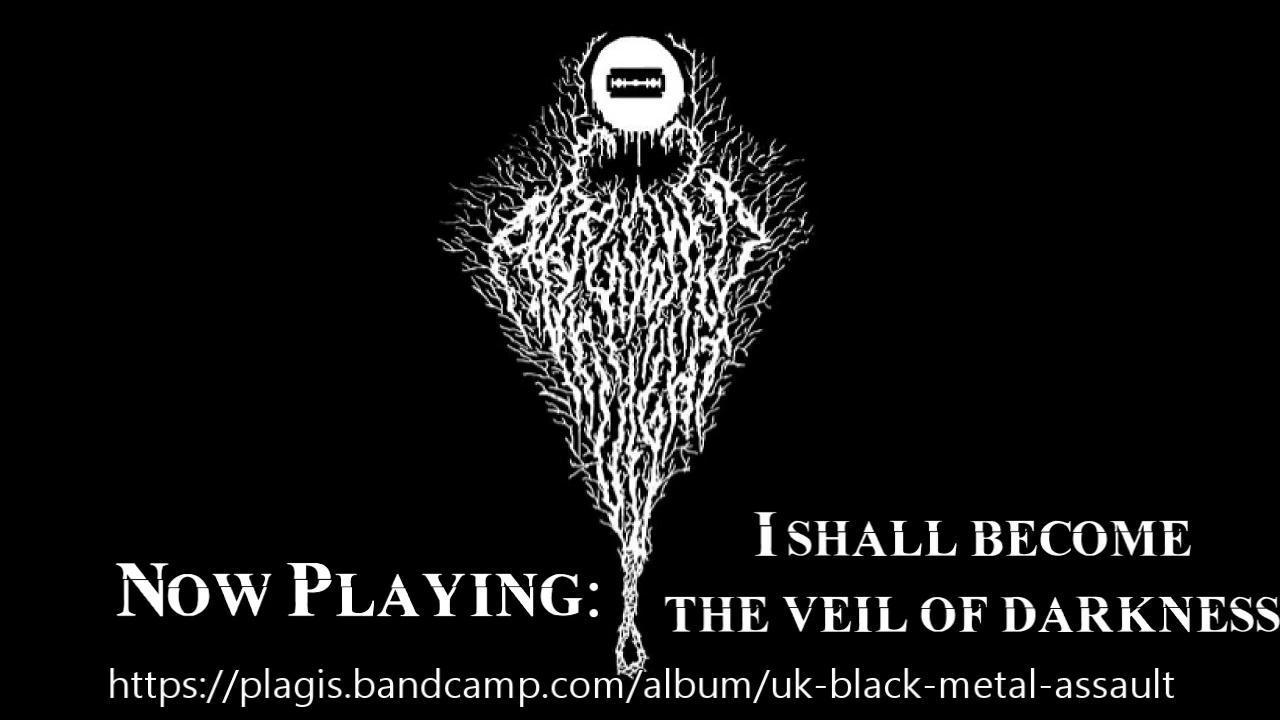 I SHALL BECOME
THE VEIL OF DARKNESS
NOW PLAYING:
https://plagis.bandcamp.com/album/uk-black-metal-assault